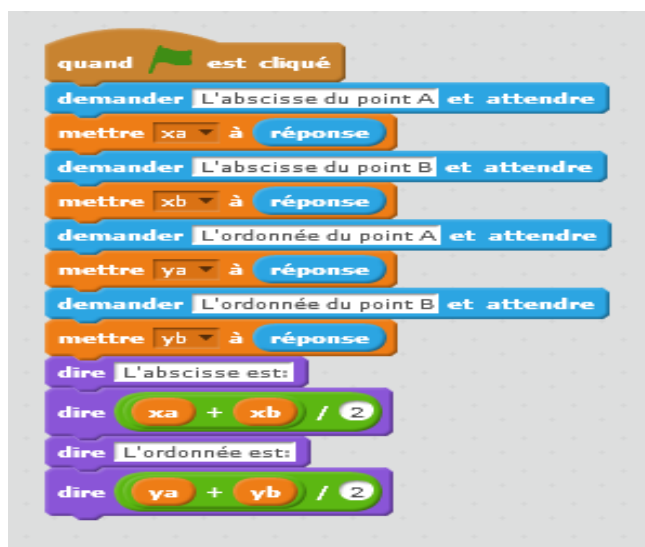 quand est cliqué
demander L'abscisse du point A et attendre
mettre xa à réponse
demander L'abscisse du point B et attendre
mettre xb à réponse
demander L'ordonnée du point A et attendre
mettre ya à réponse
demander L'ordonnée du point B et attendre
mettre yb à réponse
dire L'abscisse est:
dire xa + xb / 2
dire L'ordonnée est:
dire ya + yb / 2